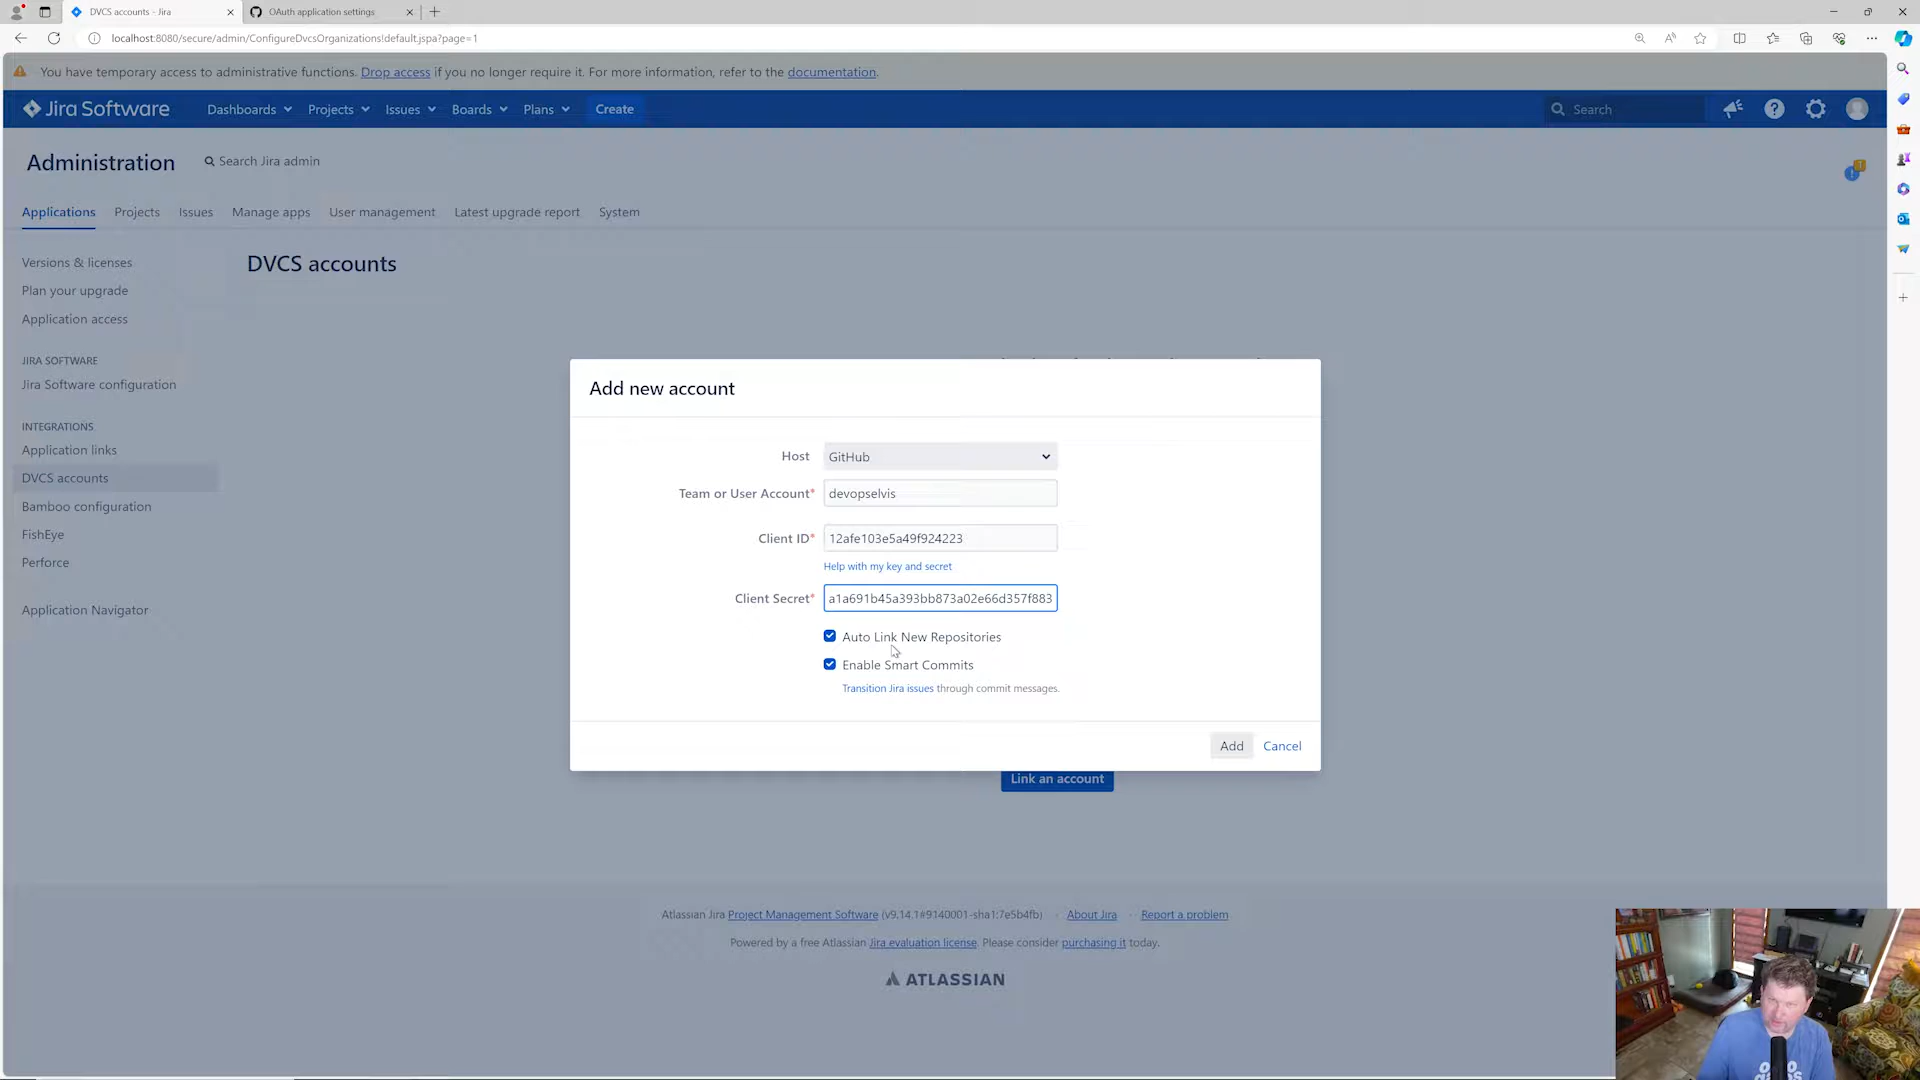 DVCS accounts - Jira
OAuth application settings
localhost:8080/secure/admin/ConfigureDvcsOrganizations!default.jspa?page=1
You have temporary access to administrative functions. Drop access if you no longer require it. For more information, refer to the documentation.
Jira Software
Dashboards
Projects
Issues
Boards
Plans
Create
Search
Administration
Search Jira admin
Applications
Projects
Issues
Manage apps
User management
Latest upgrade report
System
Versions & licenses
Plan your upgrade
Application access
JIRA SOFTWARE
Jira Software configuration
INTEGRATIONS
Application links
DVCS accounts
Bamboo configuration
FishEye
Perforce
Application Navigator
DVCS accounts
Add new account
Host
GitHub
Team or User Account*
devopselvis
Client ID*
12afe103e5a49f924223
Help with my key and secret
Client Secret*
a1a691b45a393bb873a02e66d357f883
Auto Link New Repositories
Enable Smart Commits
Transition Jira issues through commit messages.
Add
Cancel
Link an account
Atlassian Jira Project Management Software (v9.14.1#9140001-sha1:7e5b4fb) · About Jira · Report a problem
Powered by a free Atlassian Jira evaluation license. Please consider purchasing it today.
ATLASSIAN